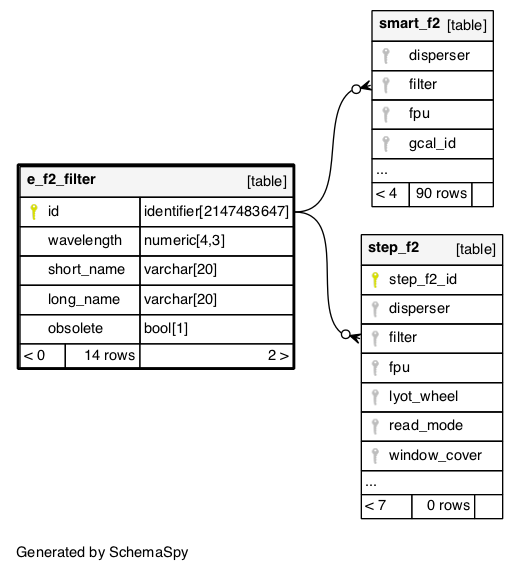 smart_f2 [table]
disperser
filter
fpu
gcal_id
...
< 4 90 rows
e_f2_filter [table]
id identifier[2147483647]
wavelength numeric[4,3]
short_name varchar[20]
long_name varchar[20]
obsolete bool[1]
< 0 14 rows 2 >
step_f2 [table]
step_f2_id
disperser
filter
fpu
lyot_wheel
read_mode
window_cover
...
< 7 0 rows
Generated by SchemaSpy